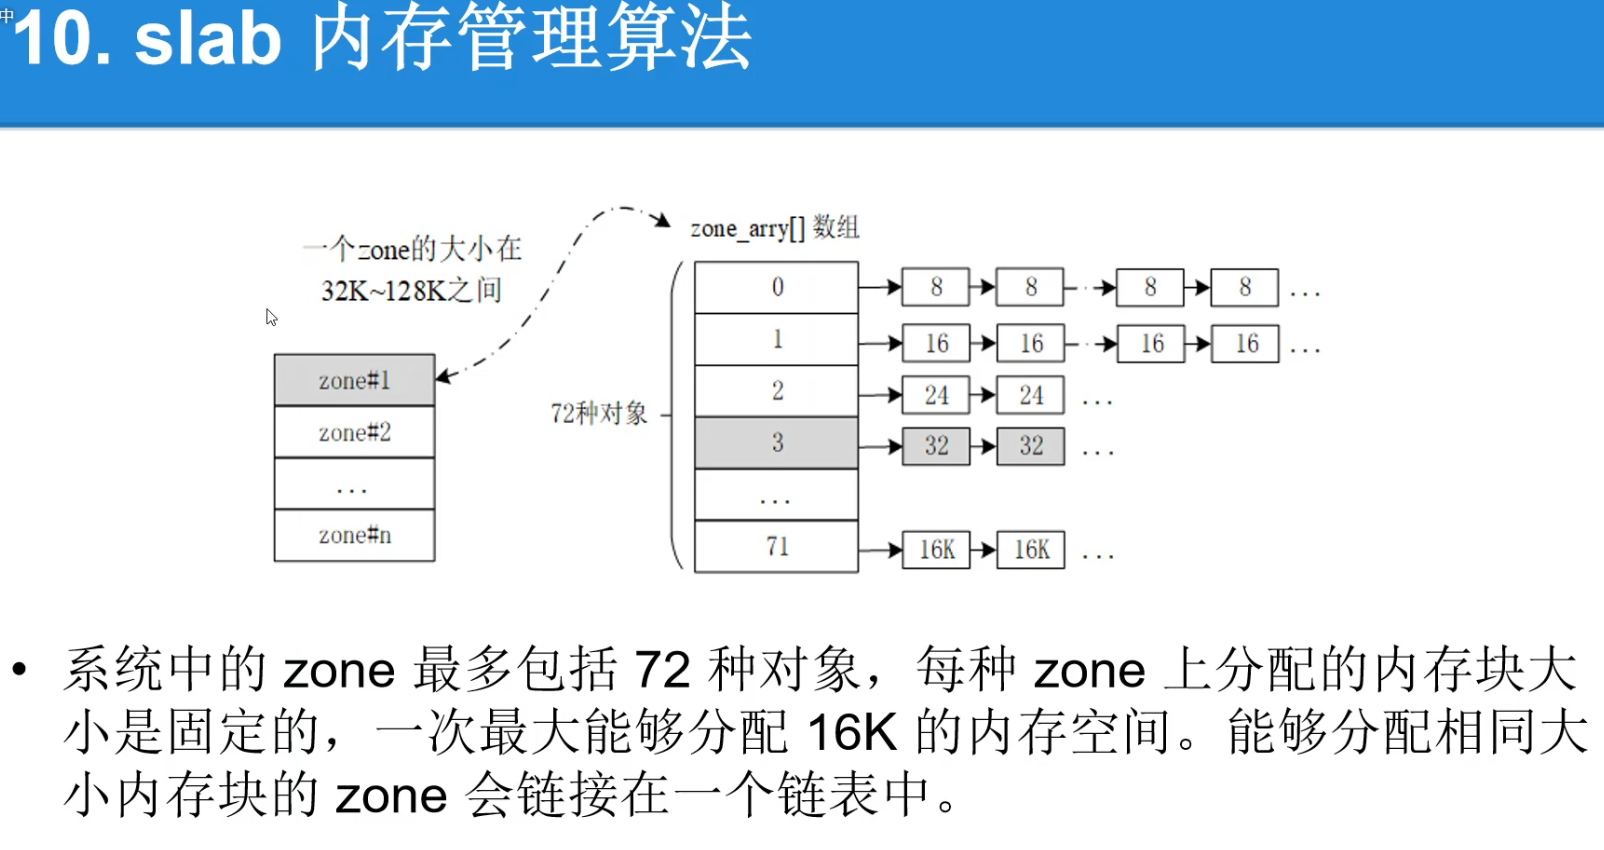 中
10. slab 内存管理算法
一个zone的大小在
32K~128K之间
zone_arry[] 数组
zone#1
zone#2
...
zone#n
72种对象
0 8 8 8 8 ...
1 16 16 16 16 ...
2 24 24 ...
3 32 32 ...
...
71 16K 16K ...
• 系统中的 zone 最多包括 72 种对象，每种 zone 上分配的内存块大
小是固定的，一次最大能够分配 16K 的内存空间。能够分配相同大
小内存块的 zone 会链接在一个链表中。